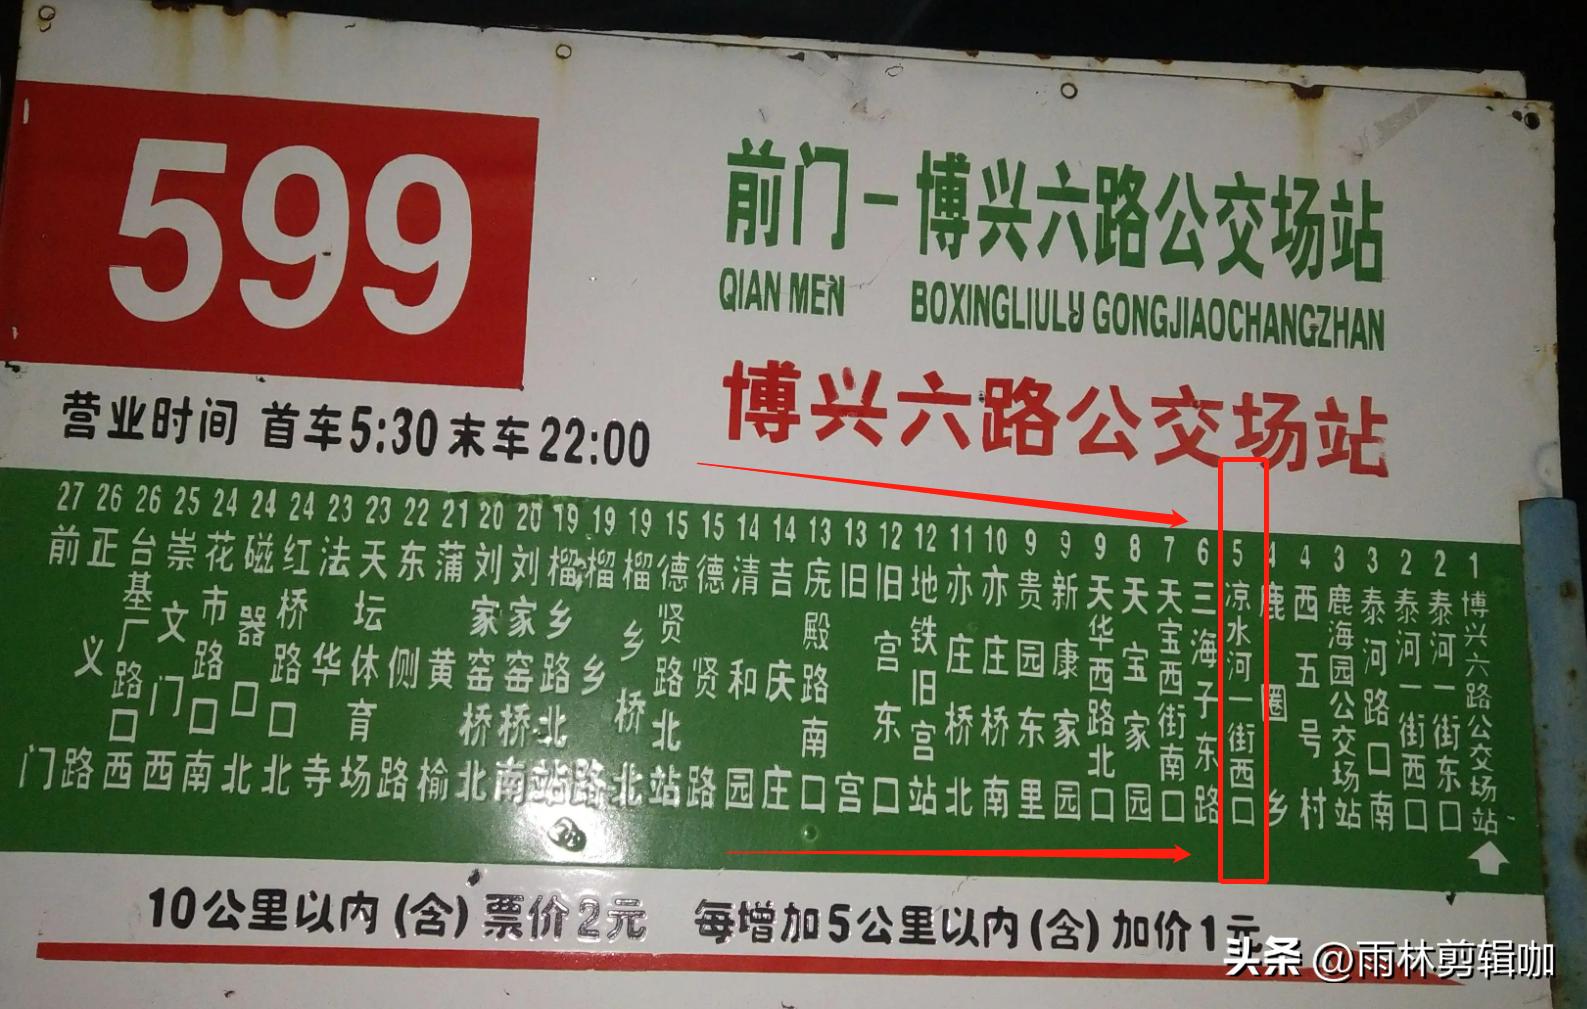 599
前门－博兴六路公交场站
QIAN MEN BOXINGLIULU GONGJIAOCHANGZHAN
博兴六路公交场站
营业时间 首车5:30 末车22:00
27 前门
26 正义路
26 台基厂路口西
25 崇文门西
24 花市路口南
24 磁器口北
24 红桥路口北
23 法华寺
23 天坛体育场
22 东侧路
21 蒲黄榆
20 刘家窑桥北
20 刘家窑桥南
19 榴乡路北站
19 榴乡路
19 榴乡桥北
15 德贤路北站
15 德贤路
14 清和园
14 吉庆庄
13 庑殿路南口
13 旧宫
12 旧宫东口
12 地铁旧宫站
11 亦庄桥北
10 亦庄桥南
9 贵园东里
9 新康家园
9 天华西路北口
8 天宝家园
7 天宝西街南口
6 三海子东路
5 凉水河一街西口
4 鹿圈乡
4 西五号村
3 鹿海园公交场站
3 泰河路口南
2 泰河一街西口
2 泰河一街东口
1 博兴六路公交场站
10公里以内(含)票价2元 每增加5公里以内(含)加价1元
头条 @雨林剪辑咖